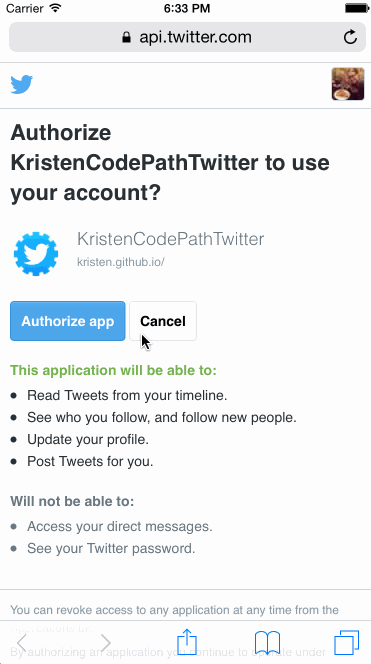 Carrier 6:33 PM
api.twitter.com
Authorize
KristenCodePathTwitter to use
your account?
KristenCodePathTwitter
kristen.github.io/
Authorize app Cancel
This application will be able to:
Read Tweets from your timeline.
See who you follow, and follow new people.
Update your profile.
Post Tweets for you.
Will not be able to:
Access your direct messages.
See your Twitter password.
You can revoke access to any application at any time from the
By authorizing an application you continue to operate under